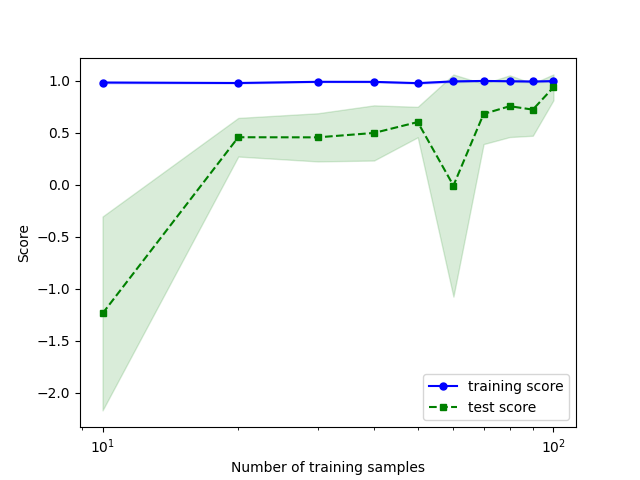 1.0
0.5
0.0
−0.5
−1.0
−1.5
−2.0
Score
training score
test score
10¹
10²
Number of training samples